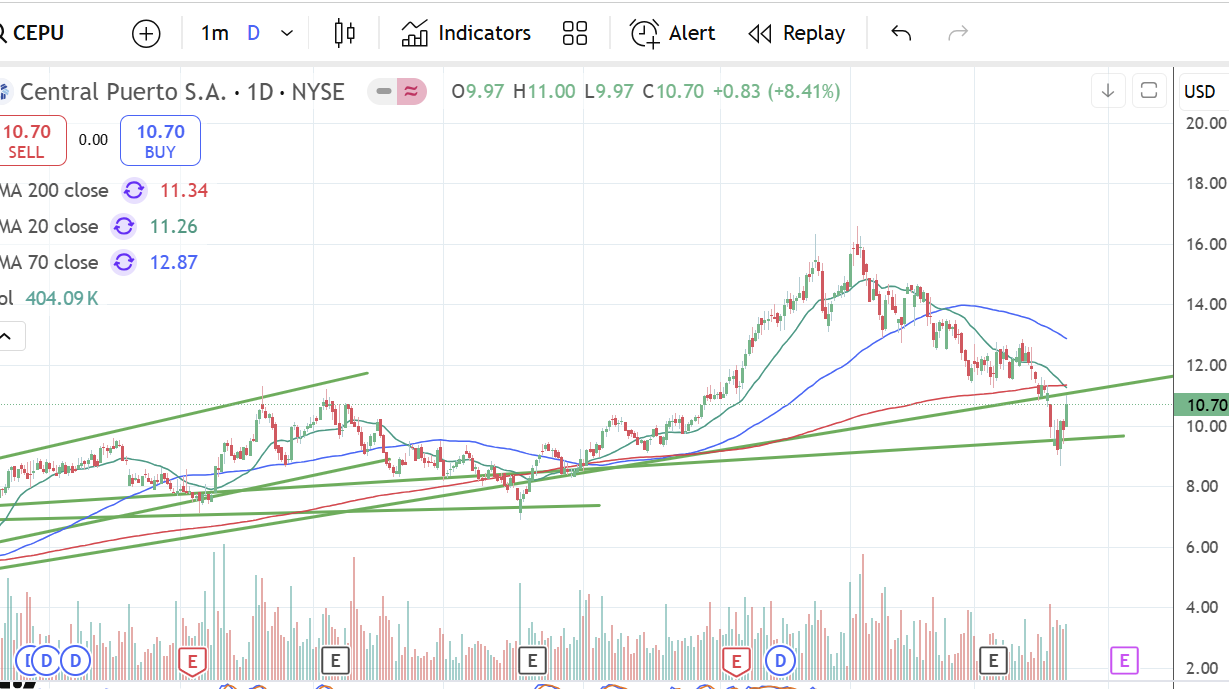 CEPU 1m D Indicators Alert Replay
Central Puerto S.A. · 1D · NYSE O9.97 H11.00 L9.97 C10.70 +0.83 (+8.41%) USD
10.70 SELL 0.00 10.70 BUY
MA 200 close 11.34
MA 20 close 11.26
MA 70 close 12.87
ol 404.09 K
20.00
18.00
16.00
14.00
12.00
10.70
10.00
8.00
6.00
4.00
2.00
D D D E E E E D E E